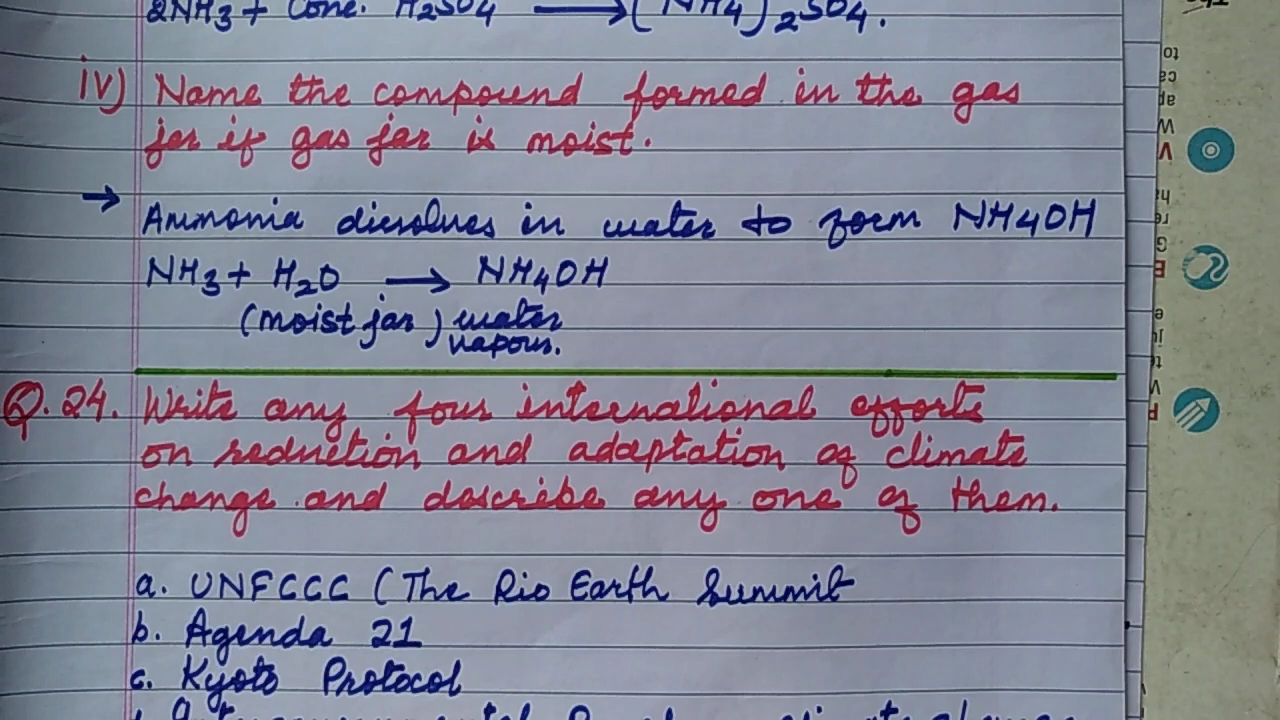 2NH3 + Conc. H2SO4 ⟶ (NH4)2SO4.
iv) Name the compound formed in the gas
jar if gas jar is moist.
→ Ammonia dissolves in water to form NH4OH
NH3 + H2O ⟶ NH4OH
(moist jar) water
vapour.
Q.24. Write any four international efforts
on reduction and adaptation of climate
change and describe any one of them.
a. UNFCCC (The Rio Earth Summit
b. Agenda 21
c. Kyoto Protocol